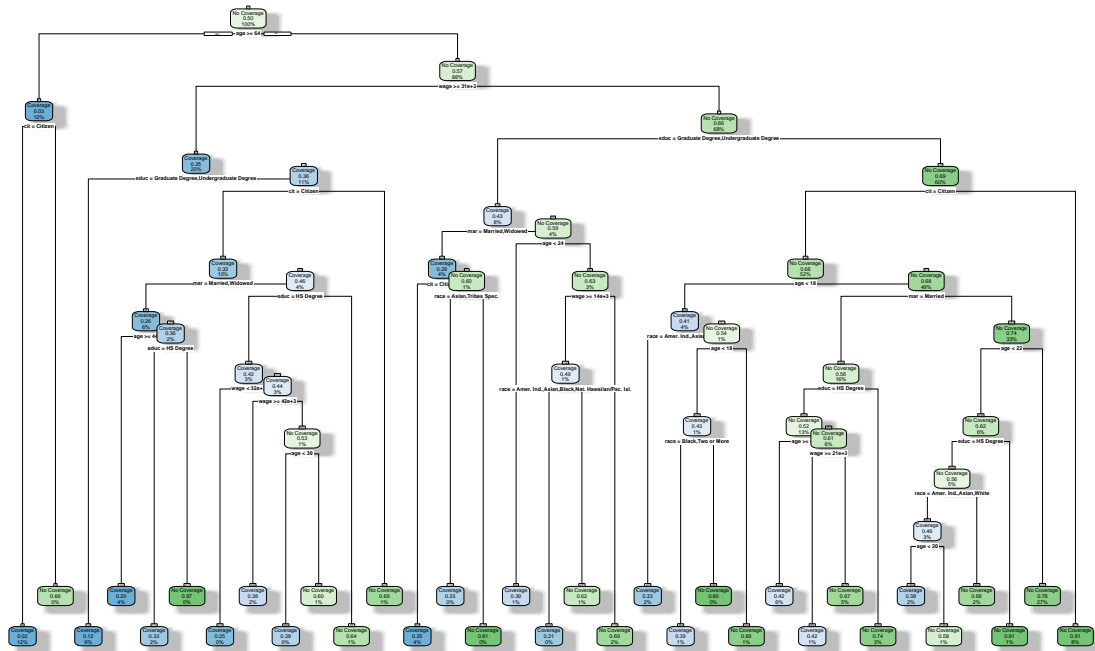 No Coverage
0.50
100%
age >= 64
No Coverage
0.57
88%
wage >= 31e+3
Coverage
0.03
12%
cit = Citizen
No Coverage
0.66
68%
educ = Graduate Degree,Undergraduate Degree
Coverage
0.25
20%
educ = Graduate Degree,Undergraduate Degree
Coverage
0.36
11%
cit = Citizen
No Coverage
0.69
60%
cit = Citizen
Coverage
0.43
8%
mar = Married,Widowed
No Coverage
0.59
4%
age < 24
Coverage
0.33
10%
mar = Married,Widowed
Coverage
0.46
4%
educ = HS Degree
Coverage
0.29
4%
No Coverage
0.60
1%
race = Asian,Tribes Spec.
No Coverage
0.63
3%
wage >= 14e+3
No Coverage
0.66
52%
age < 18
No Coverage
0.68
49%
mar = Married
Coverage
0.26
6%
Coverage
0.36
2%
educ = HS Degree
Coverage
0.41
4%
No Coverage
0.54
1%
age < 18
No Coverage
0.74
33%
age < 22
Coverage
0.43
3%
Coverage
0.44
3%
wage >= 42e+3
Coverage
0.49
1%
race = Amer. Ind.,Asian,Black,Nat. Hawaiian/Pac. Isl.
No Coverage
0.56
16%
educ = HS Degree
No Coverage
0.53
1%
age < 30
Coverage
0.43
1%
race = Black,Two or More
No Coverage
0.52
13%
No Coverage
0.61
6%
wage >= 21e+3
No Coverage
0.62
6%
educ = HS Degree
No Coverage
0.56
5%
race = Amer. Ind.,Asian,White
Coverage
0.46
3%
age < 20
No Coverage
0.66
0%
Coverage
0.20
4%
No Coverage
0.87
0%
Coverage
0.38
2%
No Coverage
0.60
1%
No Coverage
0.69
1%
Coverage
0.33
0%
Coverage
0.39
1%
No Coverage
0.62
1%
Coverage
0.33
2%
No Coverage
0.80
0%
Coverage
0.42
6%
No Coverage
0.67
5%
Coverage
0.38
2%
No Coverage
0.69
2%
No Coverage
0.76
27%
Coverage
0.02
12%
Coverage
0.12
9%
Coverage
0.33
2%
Coverage
0.25
0%
Coverage
0.38
0%
No Coverage
0.64
1%
Coverage
0.25
4%
No Coverage
0.81
0%
Coverage
0.31
0%
No Coverage
0.69
2%
Coverage
0.39
1%
No Coverage
0.69
1%
Coverage
0.42
1%
No Coverage
0.74
3%
No Coverage
0.58
1%
No Coverage
0.91
1%
No Coverage
0.91
8%